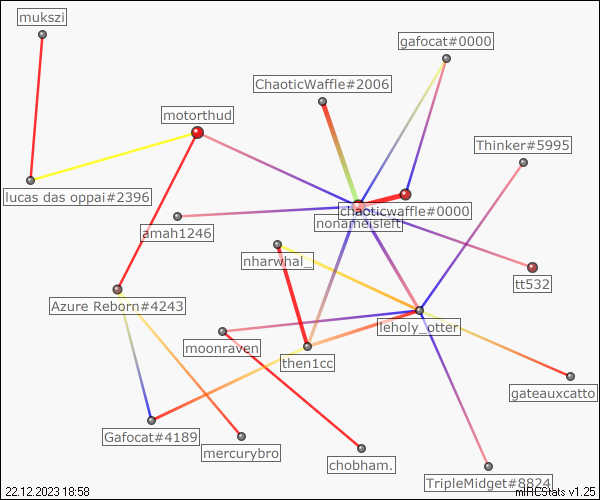 mukszi
gafocat#0000
ChaoticWaffle#2006
motorthud
Thinker#5995
lucas das oppai#2396
chaoticwaffle#0000
nonameisleft
amah1246
nharwhal_
tt532
Azure Reborn#4243
leholy_otter
moonraven
then1cc
gateauxcatto
Gafocat#4189
mercurybro
chobham.
TripleMidget#8824
22.12.2023 18:58
mIRCStats v1.25